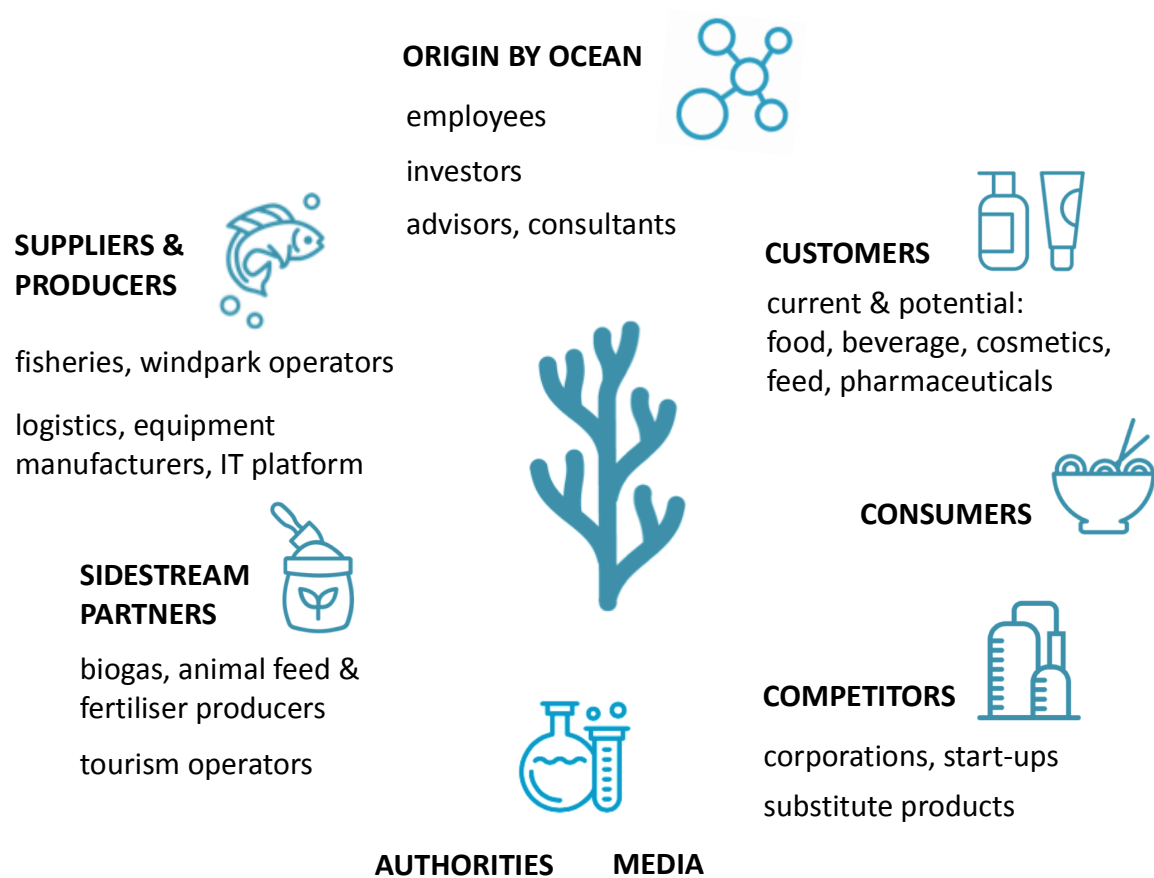 ORIGIN BY OCEAN
employees
investors
advisors, consultants
SUPPLIERS &
PRODUCERS
fisheries, windpark operators
logistics, equipment
manufacturers, IT platform
SIDESTREAM
PARTNERS
biogas, animal feed &
fertiliser producers
tourism operators
CUSTOMERS
current & potential:
food, beverage, cosmetics,
feed, pharmaceuticals
CONSUMERS
COMPETITORS
corporations, start-ups
substitute products
AUTHORITIES MEDIA